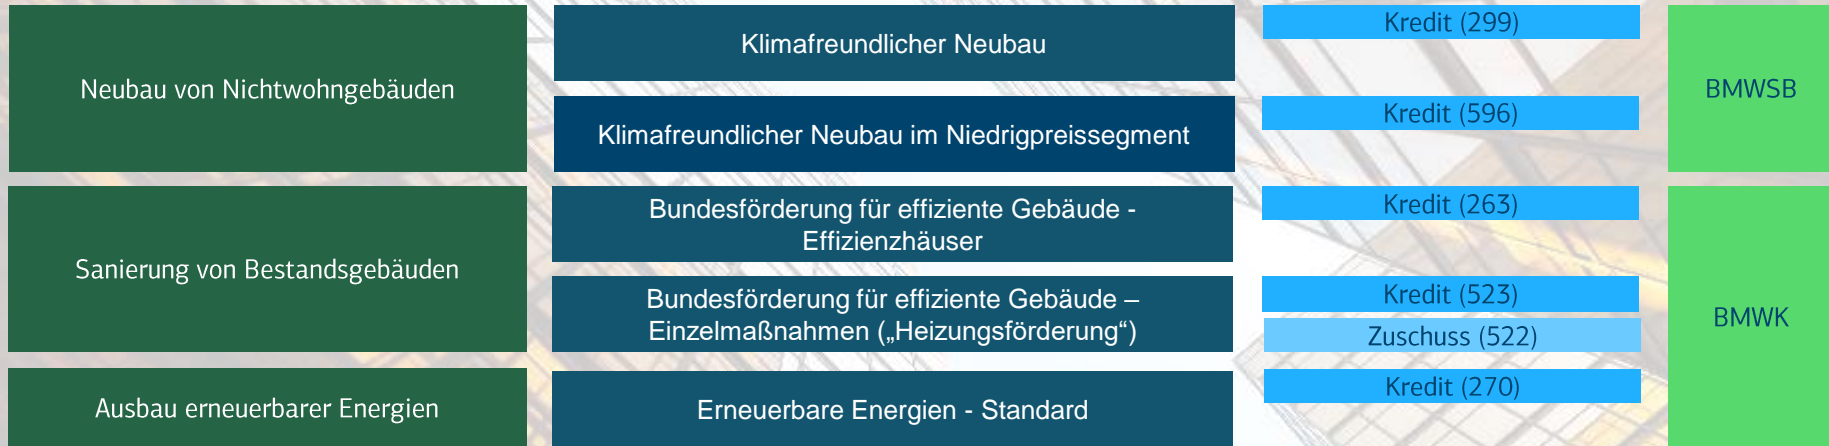 Neubau von Nichtwohngebäuden
Klimafreundlicher Neubau
Kredit (299)
Klimafreundlicher Neubau im Niedrigpreissegment
Kredit (596)
BMWSB
Sanierung von Bestandsgebäuden
Bundesförderung für effiziente Gebäude -
Effizienzhäuser
Kredit (263)
Bundesförderung für effiziente Gebäude –
Einzelmaßnahmen („Heizungsförderung“)
Kredit (523)
Zuschuss (522)
BMWK
Ausbau erneuerbarer Energien
Erneuerbare Energien - Standard
Kredit (270)